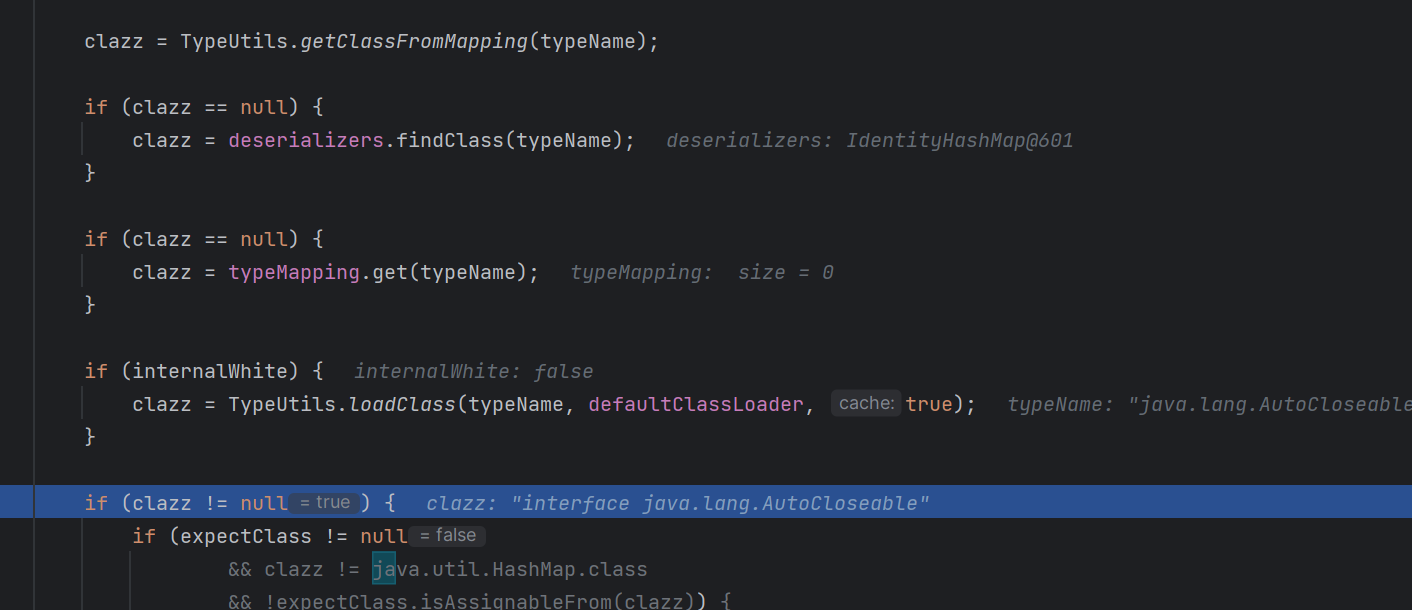 clazz = TypeUtils.getClassFromMapping(typeName);
if (clazz == null) {
clazz = deserializers.findClass(typeName); deserializers: IdentityHashMap@601
}
if (clazz == null) {
clazz = typeMapping.get(typeName); typeMapping: size = 0
}
if (internalWhite) { internalWhite: false
clazz = TypeUtils.loadClass(typeName, defaultClassLoader, cache: true); typeName: "java.lang.AutoCloseable
}
if (clazz != null = true ) { clazz: "interface java.lang.AutoCloseable"
if (expectClass != null = false
&& clazz != java.util.HashMap.class
&& !expectClass.isAssignableFrom(clazz)) {